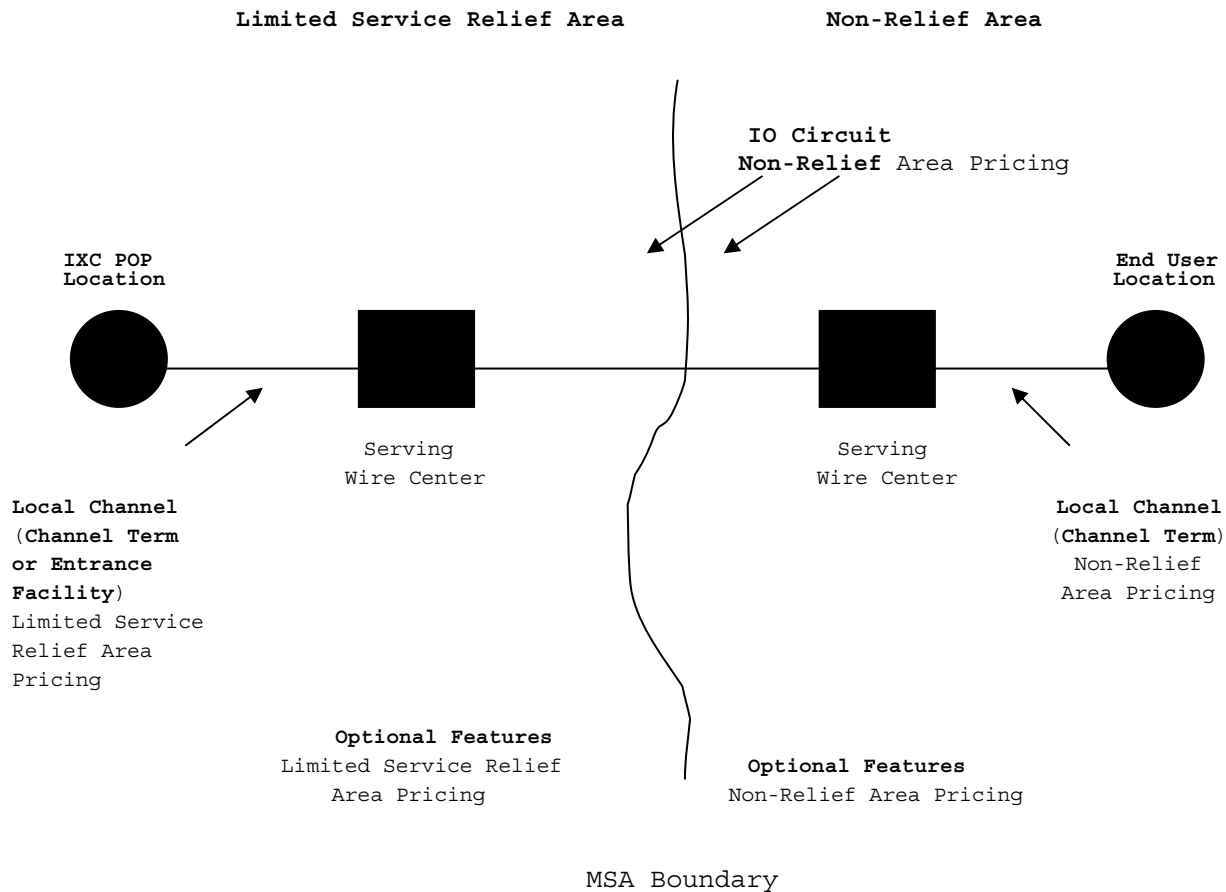 Limited Service Relief Area
Non-Relief Area
IO Circuit
Non-Relief Area Pricing
IXC POP
Location
End User
Location
Serving
Wire Center
Serving
Wire Center
Local Channel
(Channel Term
or Entrance
Facility)
Limited Service
Relief Area
Pricing
Local Channel
(Channel Term)
Non-Relief
Area Pricing
Optional Features
Limited Service Relief
Area Pricing
Optional Features
Non-Relief Area Pricing
MSA Boundary